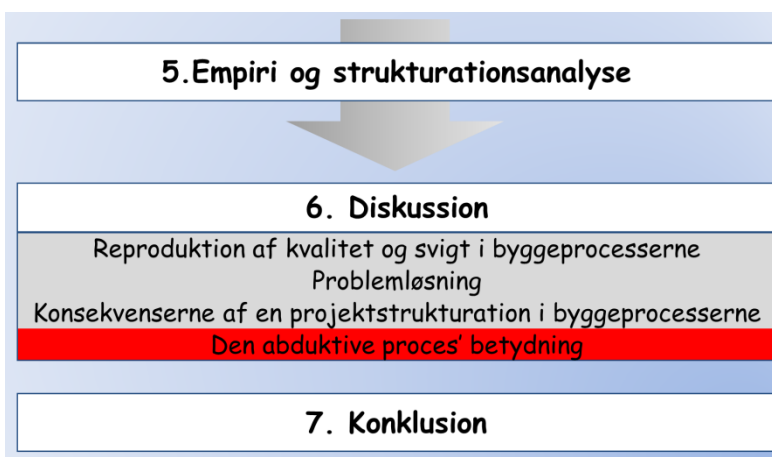 5.Empiri og strukturationsanalyse
6. Diskussion
Reproduktion af kvalitet og svigt i byggeprocesserne
Problemløsning
Konsekvenserne af en projektstrukturation i byggeprocesserne
Den abduktive proces' betydning
7. Konklusion